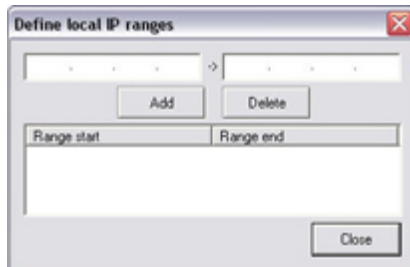 Define local IP ranges
. . . -> . . .
Add Delete
Range start Range end
Close